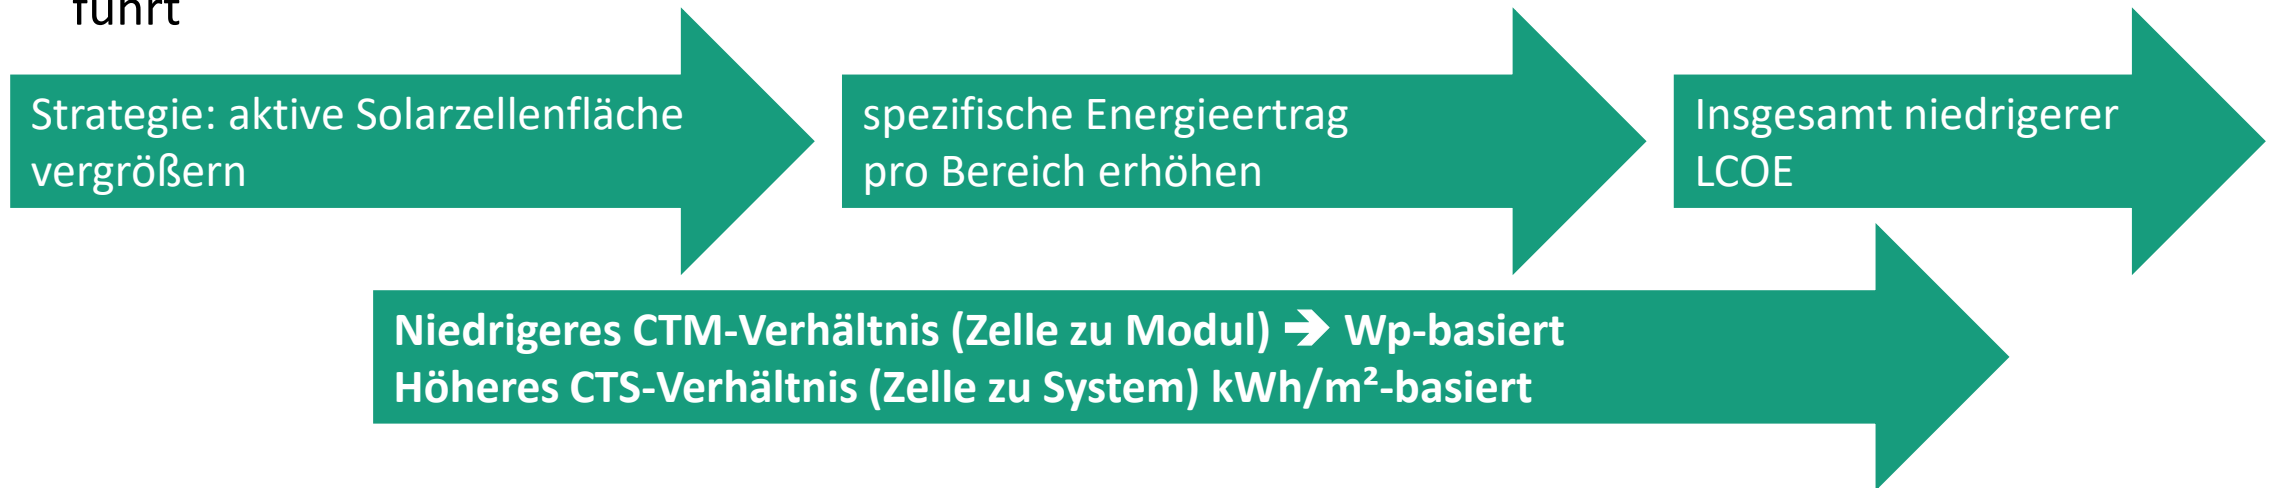 führt
Strategie: aktive Solarzellenfläche
vergrößern
spezifische Energieertrag
pro Bereich erhöhen
Insgesamt niedrigerer
LCOE
Niedrigeres CTM-Verhältnis (Zelle zu Modul) ➔ Wp-basiert
Höheres CTS-Verhältnis (Zelle zu System) kWh/m²-basiert